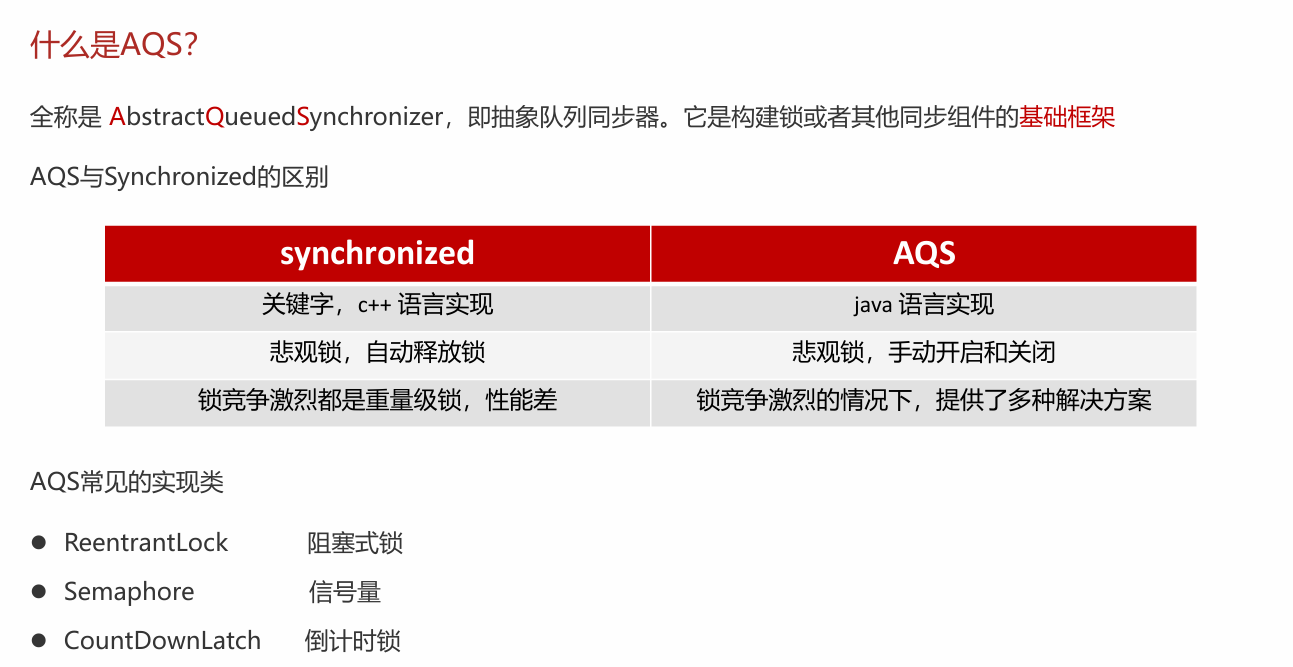 什么是AQS？
全称是 AbstractQueuedSynchronizer，即抽象队列同步器。它是构建锁或者其他同步组件的基础框架
AQS与Synchronized的区别
synchronized AQS
关键字，c++ 语言实现 java 语言实现
悲观锁，自动释放锁 悲观锁，手动开启和关闭
锁竞争激烈都是重量级锁，性能差 锁竞争激烈的情况下，提供了多种解决方案
AQS常见的实现类
● ReentrantLock 阻塞式锁
● Semaphore 信号量
● CountDownLatch 倒计时锁